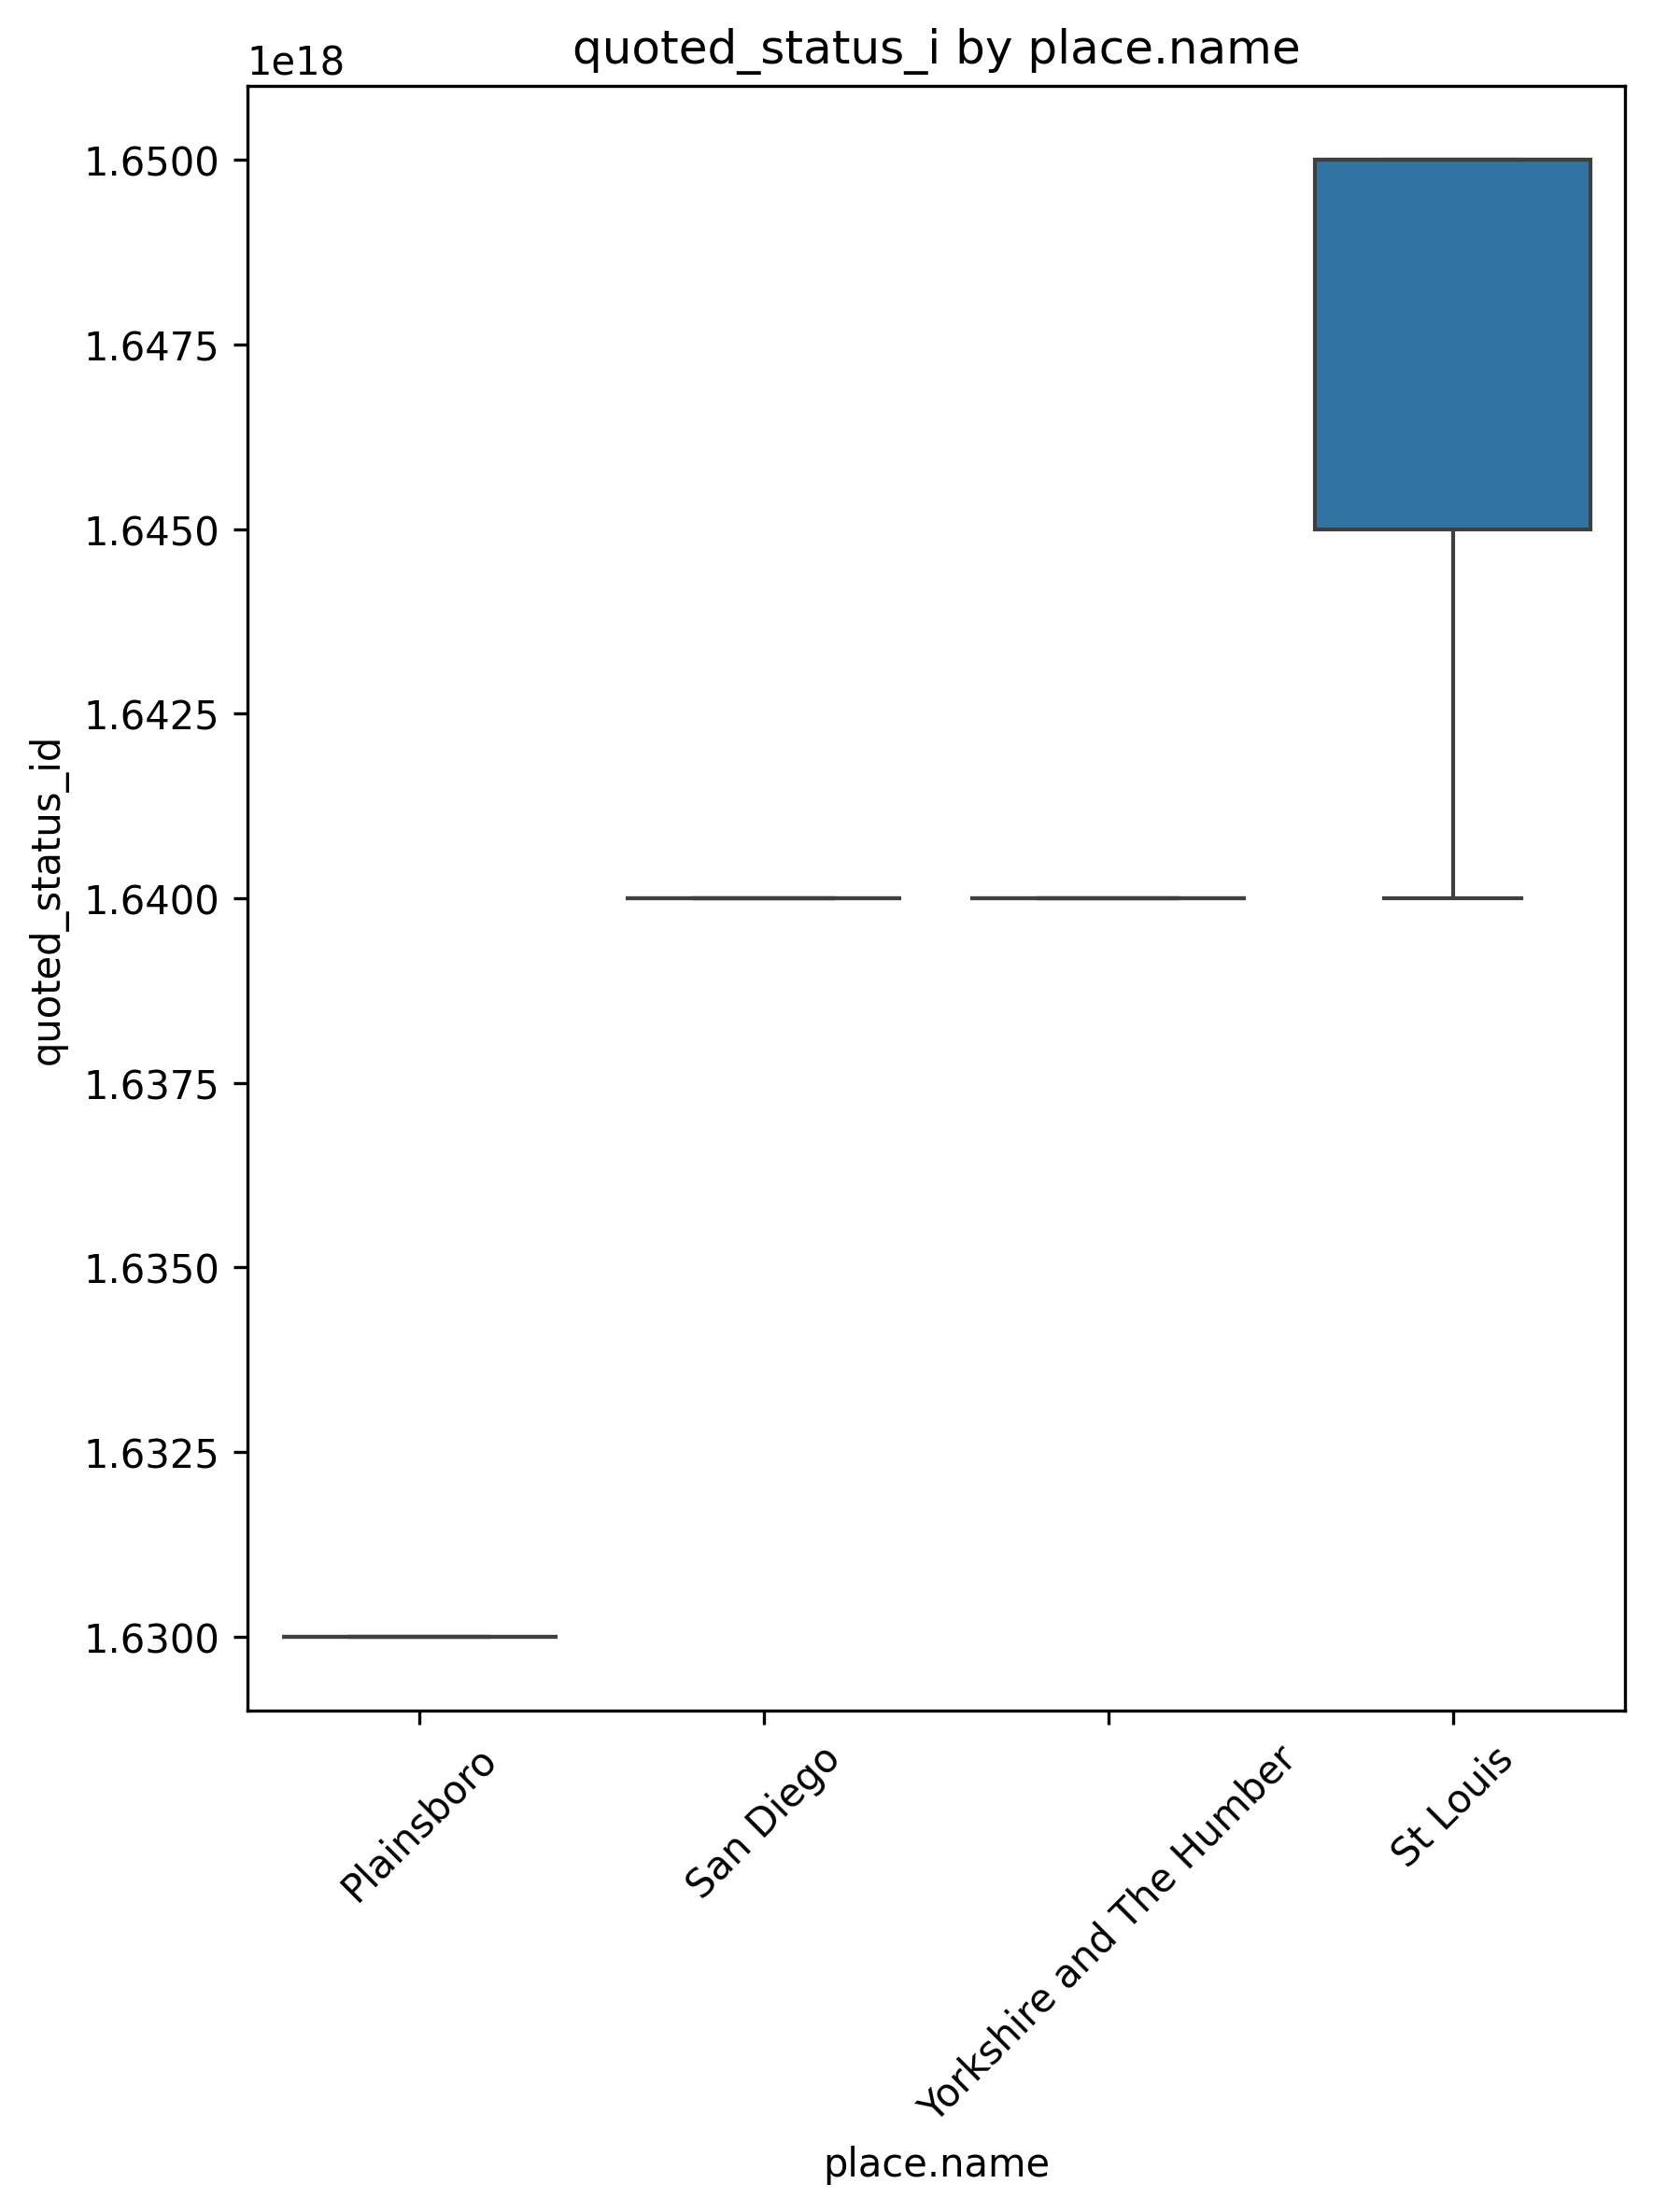 quoted_status_i by place.name
1e18
1.6500
1.6475
1.6450
1.6425
1.6400
1.6375
1.6350
1.6325
1.6300
quoted_status_id
Plainsboro
San Diego
Yorkshire and The Humber
St Louis
place.name